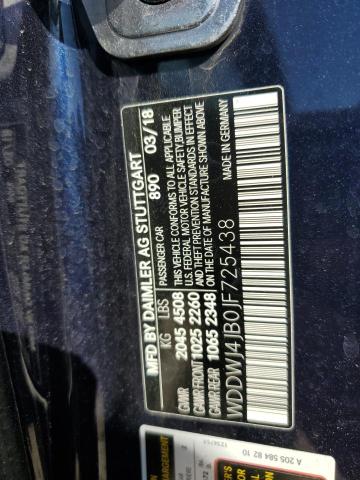 MFD BY DAIMLER AG STUTTGART
PASSENGER CAR 890 03/18
KG LBS
GVWR 2045 4508
GAWR FRONT 1025 2260
GAWR REAR 1065 2348
THIS VEHICLE CONFORMS TO ALL APPLICABLE
U.S. FEDERAL MOTOR VEHICLE SAFETY, BUMPER
AND THEFT PREVENTION STANDARDS IN EFFECT
ON THE DATE OF MANUFACTURE SHOWN ABOVE
MADE IN GERMANY
WDDWJ4JB0JF725438
A 205 584 82 10